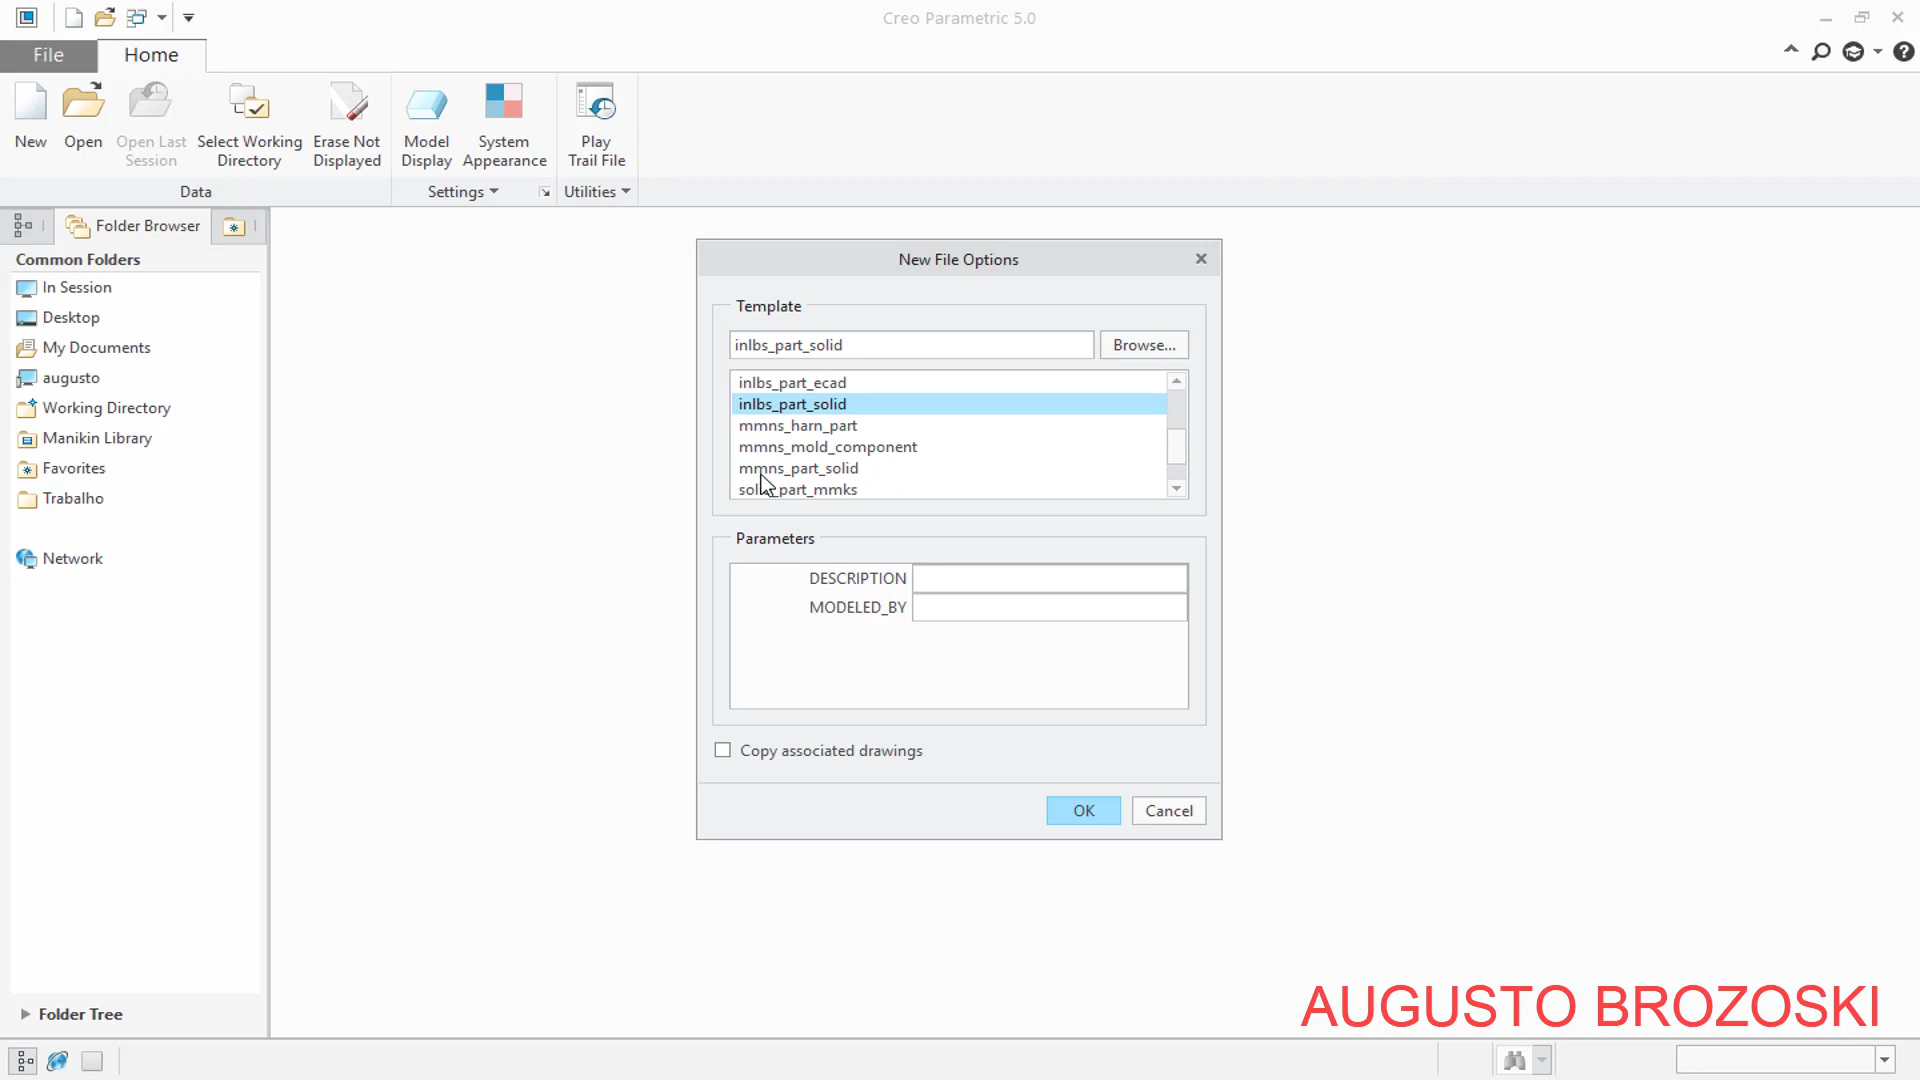 Creo Parametric 5.0
File
Home
New
Open
Open Last
Session
Select Working
Directory
Erase Not
Displayed
Model
Display
System
Appearance
Play
Trail File
Data
Settings
Utilities
Folder Browser
Common Folders
In Session
Desktop
My Documents
augusto
Working Directory
Manikin Library
Favorites
Trabalho
Network
Folder Tree
New File Options
Template
inlbs_part_solid
Browse...
inlbs_part_ecad
inlbs_part_solid
mmns_harn_part
mmns_mold_component
mmns_part_solid
solid_part_mmks
Parameters
DESCRIPTION
MODELED_BY
Copy associated drawings
OK
Cancel
AUGUSTO BROZOSKI